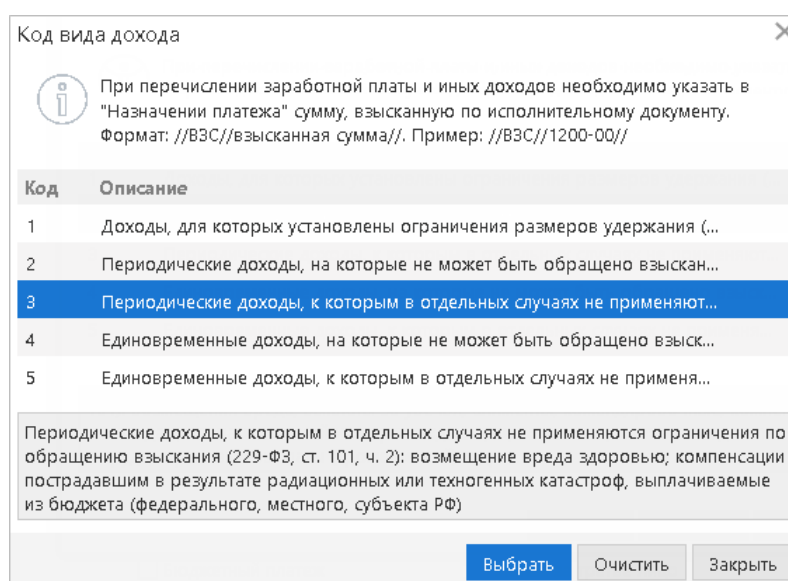 Код вида дохода
При перечислении заработной платы и иных доходов необходимо указать в
"Назначении платежа" сумму, взысканную по исполнительному документу.
Формат: //ВЗС//взысканная сумма//. Пример: //ВЗС//1200-00//
Код Описание
1 Доходы, для которых установлены ограничения размеров удержания (...
2 Периодические доходы, на которые не может быть обращено взыскан...
3 Периодические доходы, к которым в отдельных случаях не применяют...
4 Единовременные доходы, на которые не может быть обращено взыск...
5 Единовременные доходы, к которым в отдельных случаях не применя...
Периодические доходы, к которым в отдельных случаях не применяются ограничения по
обращению взыскания (229-ФЗ, ст. 101, ч. 2): возмещение вреда здоровью; компенсации
пострадавшим в результате радиационных или техногенных катастроф, выплачиваемые
из бюджета (федерального, местного, субъекта РФ)
Выбрать Очистить Закрыть